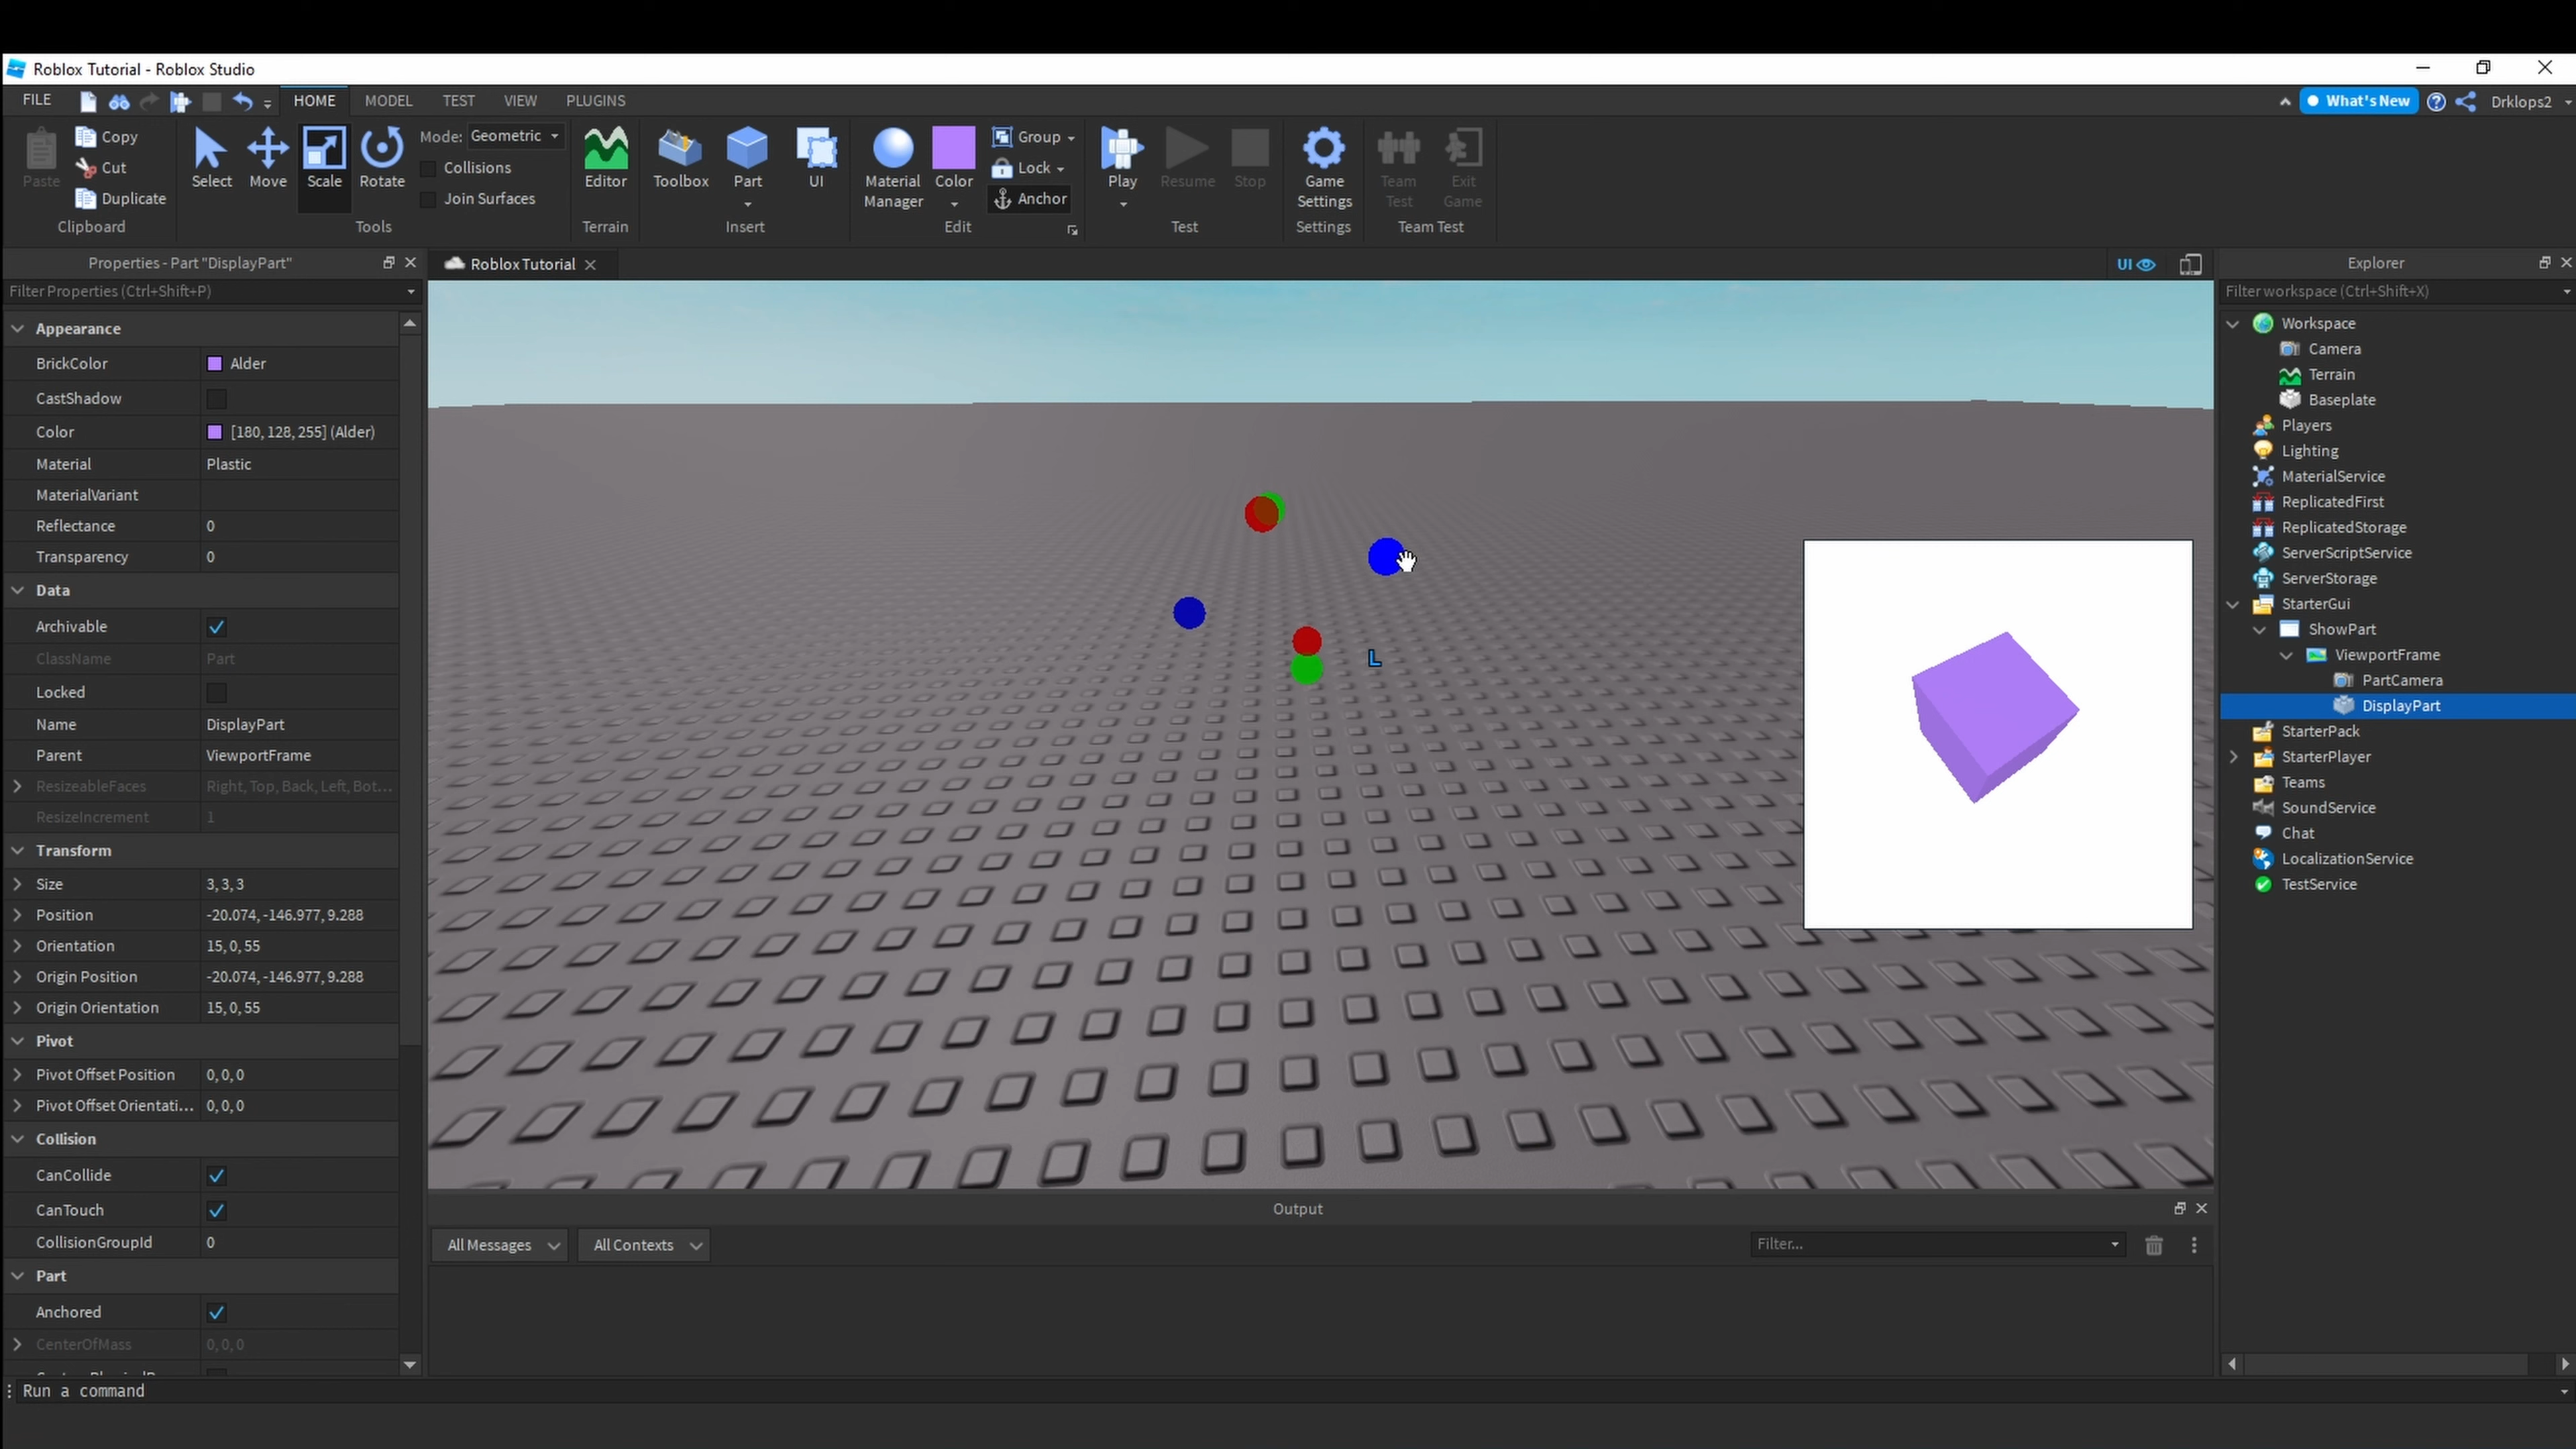 Roblox Tutorial - Roblox Studio
FILE HOME MODEL TEST VIEW PLUGINS What's New Drklops2
Paste Copy Cut Duplicate Clipboard
Select Move Scale Rotate Mode: Geometric Collisions Join Surfaces Tools
Editor Terrain
Toolbox Part UI Insert
Material Manager Color Group Lock Anchor Edit
Play Resume Stop Test
Game Settings Settings
Team Test Exit Game Team Test
Properties - Part "DisplayPart"
Filter Properties (Ctrl+Shift+P)
Appearance
BrickColor Alder
CastShadow
Color [180, 128, 255] (Alder)
Material Plastic
MaterialVariant
Reflectance 0
Transparency 0
Data
Archivable
ClassName Part
Locked
Name DisplayPart
Parent ViewportFrame
ResizeableFaces Right, Top, Back, Left, Bot...
ResizeIncrement 1
Transform
Size 3, 3, 3
Position -20.074, -146.977, 9.288
Orientation 15, 0, 55
Origin Position -20.074, -146.977, 9.288
Origin Orientation 15, 0, 55
Pivot
Pivot Offset Position 0, 0, 0
Pivot Offset Orientati... 0, 0, 0
Collision
CanCollide
CanTouch
CollisionGroupId 0
Part
Anchored
CenterOfMass 0, 0, 0
Roblox Tutorial
UI
L
Output
All Messages All Contexts Filter...
Explorer
Filter workspace (Ctrl+Shift+X)
Workspace
Camera
Terrain
Baseplate
Players
Lighting
MaterialService
ReplicatedFirst
ReplicatedStorage
ServerScriptService
ServerStorage
StarterGui
ShowPart
ViewportFrame
PartCamera
DisplayPart
StarterPack
StarterPlayer
Teams
SoundService
Chat
LocalizationService
TestService
Run a command